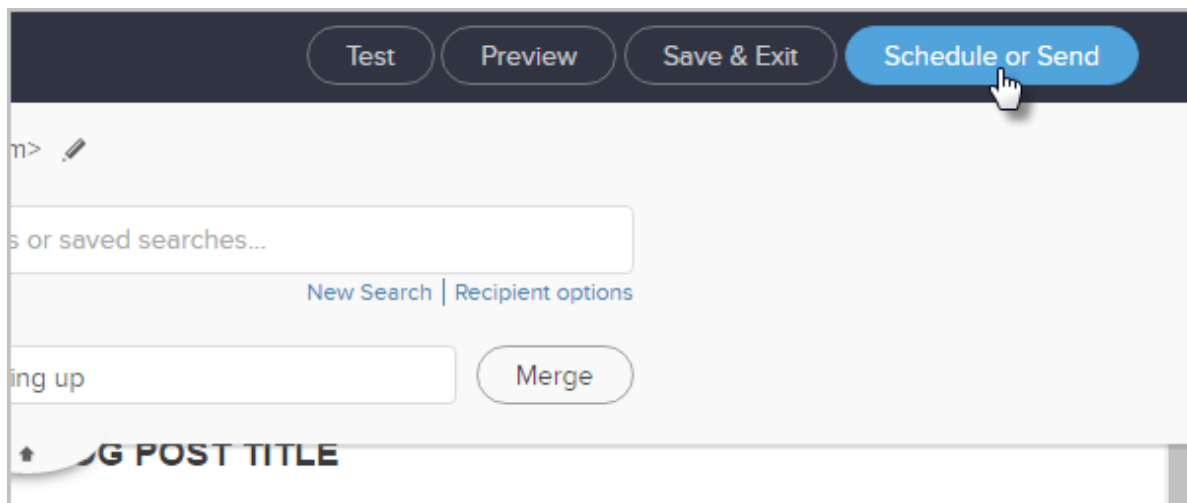 Test Preview Save & Exit Schedule or Send
m>
s or saved searches...
New Search | Recipient options
ing up Merge
OG POST TITLE